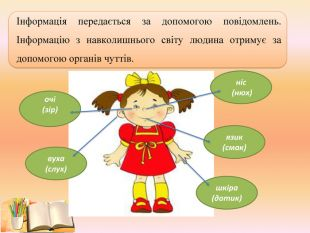 Інформація передається за допомогою повідомлень.
Інформацію з навколишнього світу людина отримує за
допомогою органів чуттів.
ніс
(нюх)
очі
(зір)
язик
(смак)
вуха
(слух)
шкіра
(дотик)